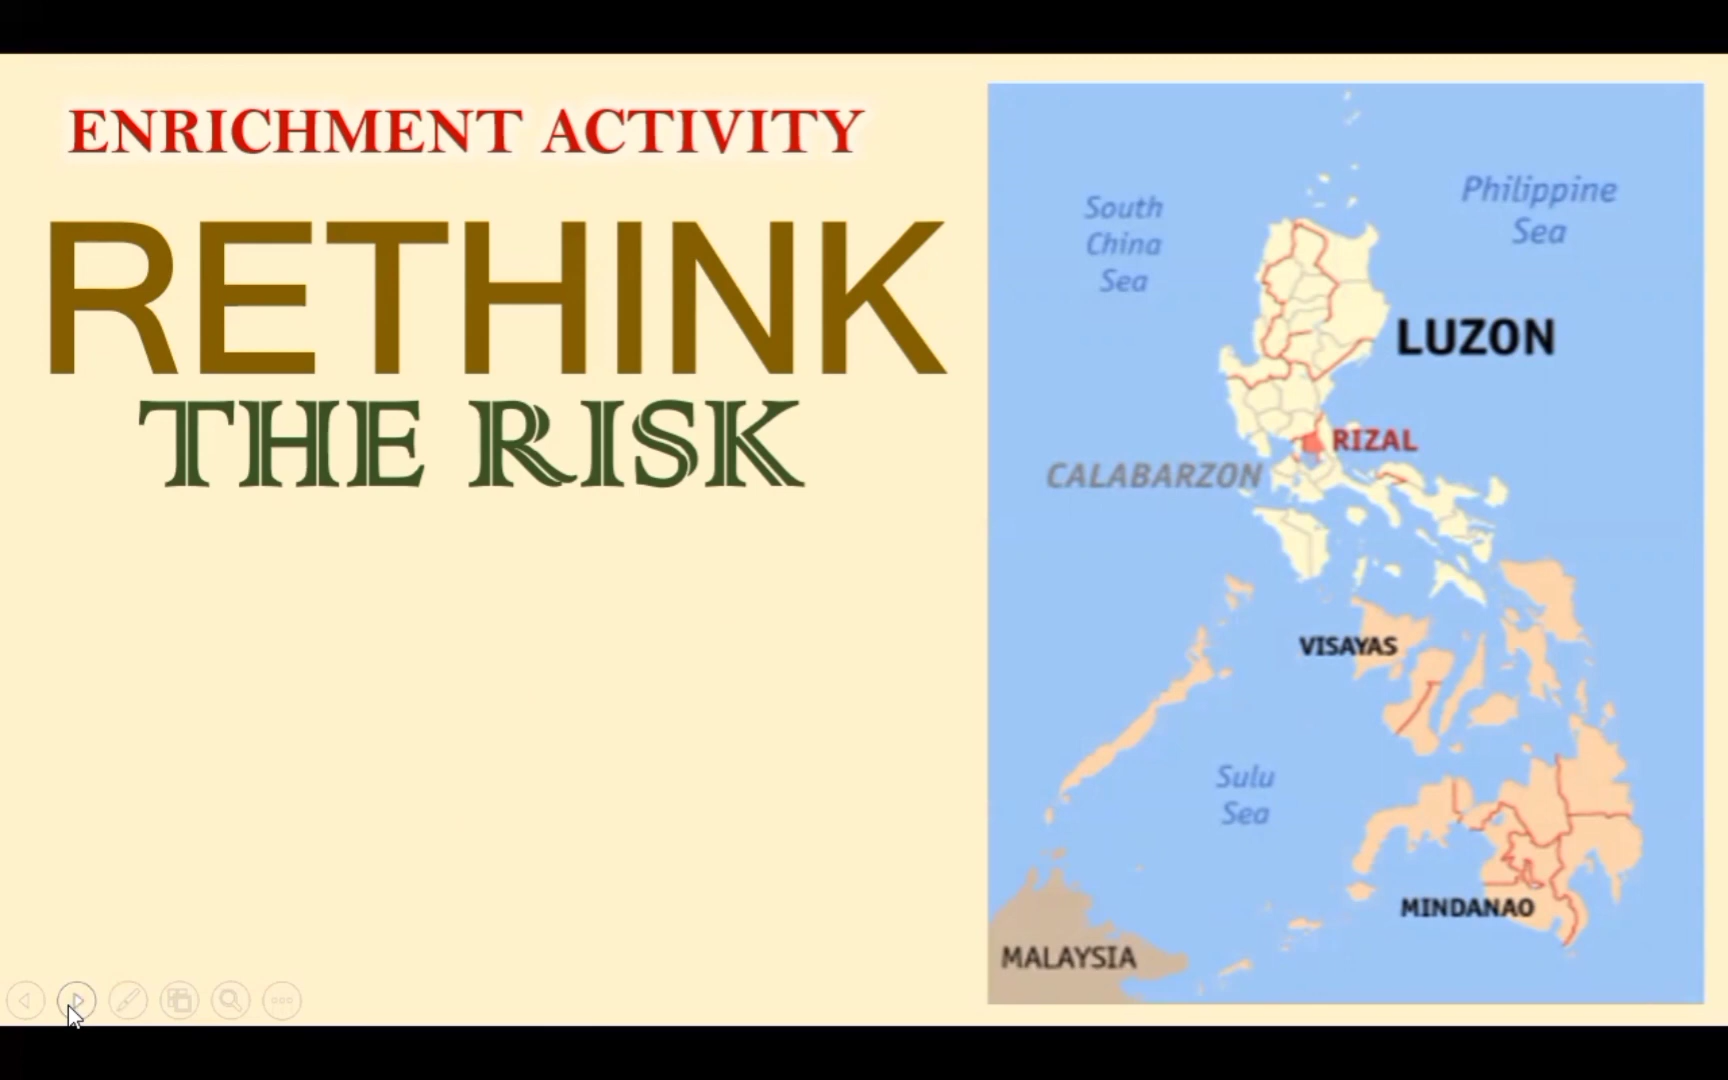 ENRICHMENT ACTIVITY
RETHINK
THE RISK
South
China
Sea
Philippine
Sea
LUZON
RIZAL
CALABARZON
VISAYAS
Sulu
Sea
MINDANAO
MALAYSIA